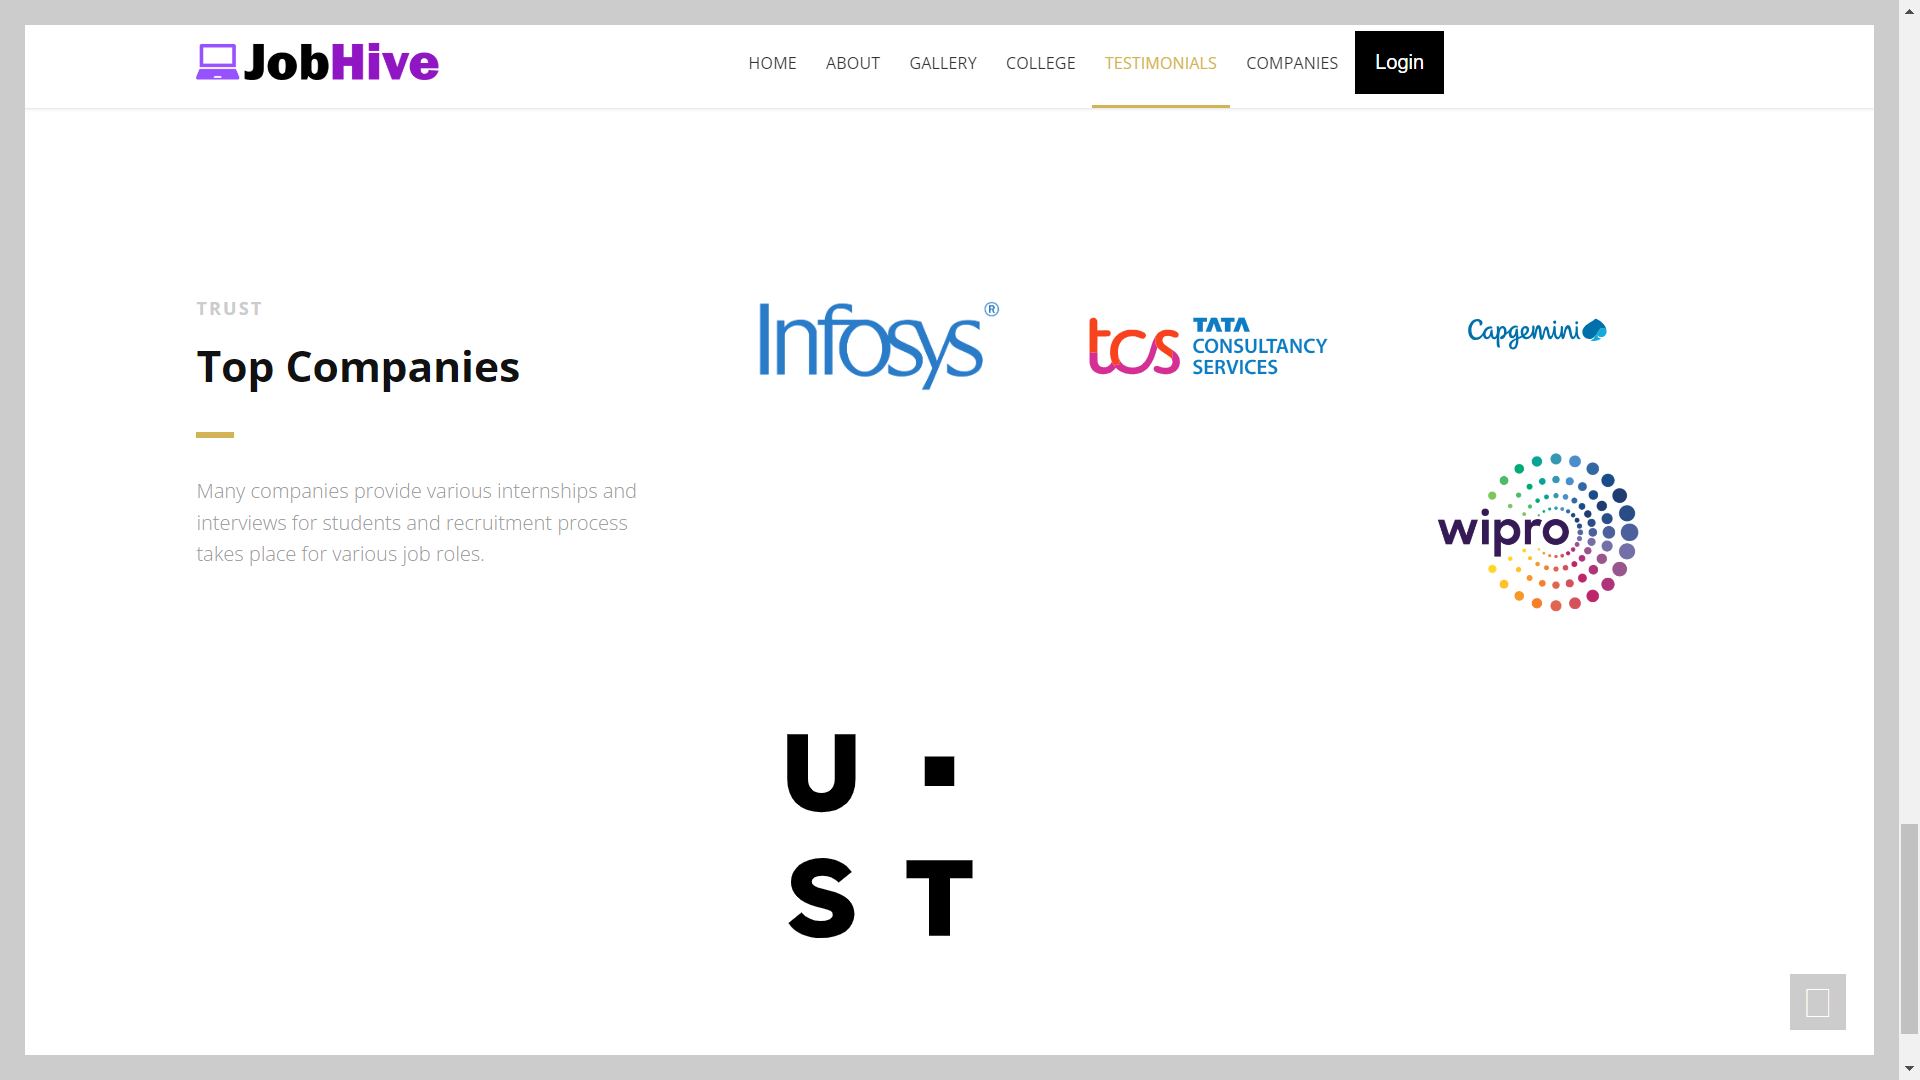 JobHive
HOME
ABOUT
GALLERY
COLLEGE
TESTIMONIALS
COMPANIES
Login
TRUST
Top Companies
Many companies provide various internships and
interviews for students and recruitment process
takes place for various job roles.
Infosys®
tcs
TATA
CONSULTANCY
SERVICES
Capgemini
wipro
U ·
S T